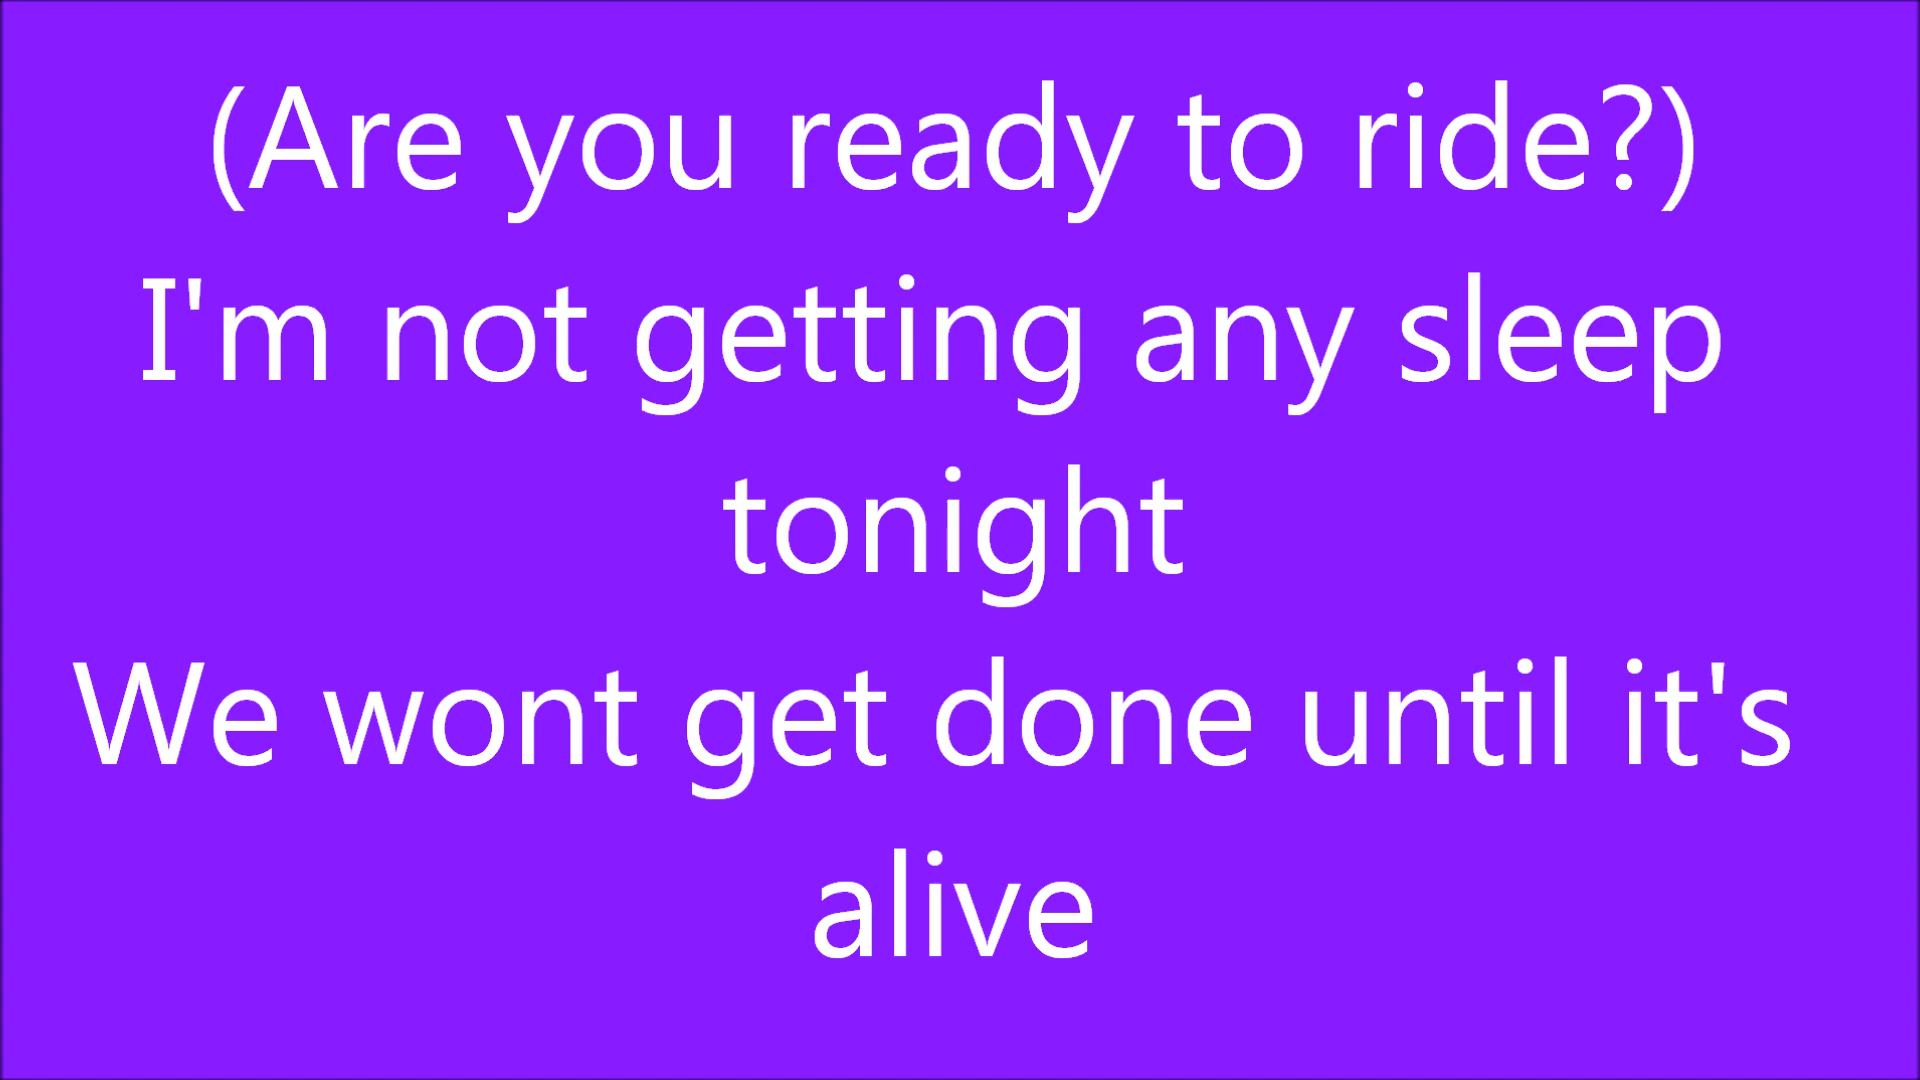 (Are you ready to ride?)
I'm not getting any sleep
tonight
We wont get done until it's
alive